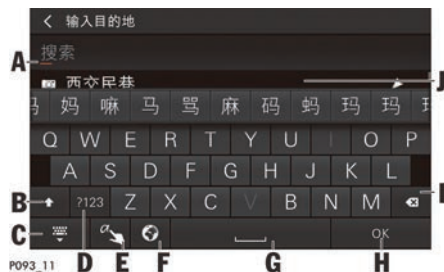 输入目的地
A
搜索
西交民巷
J
妈 嘛 马 骂 麻 码 蚂 玛 玛
Q W E R T Y U I O P
A S D F G H J K L
B
?123 Z X C V B N M
I
C
OK
P093_11
D E F G H